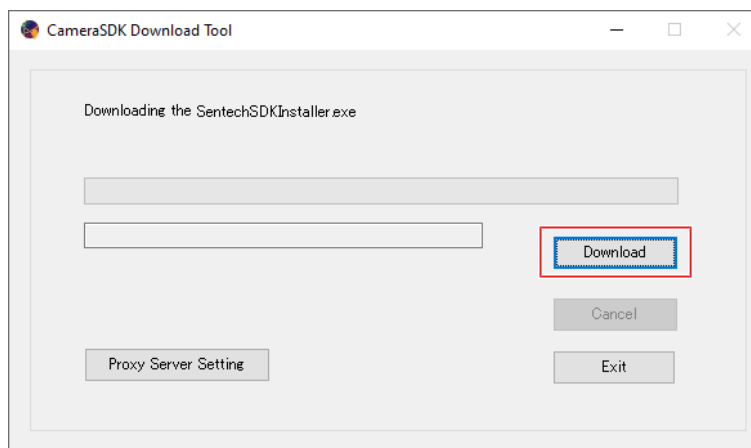 CameraSDK Download Tool
Downloading the SentechSDKInstaller.exe
Download
Cancel
Proxy Server Setting
Exit